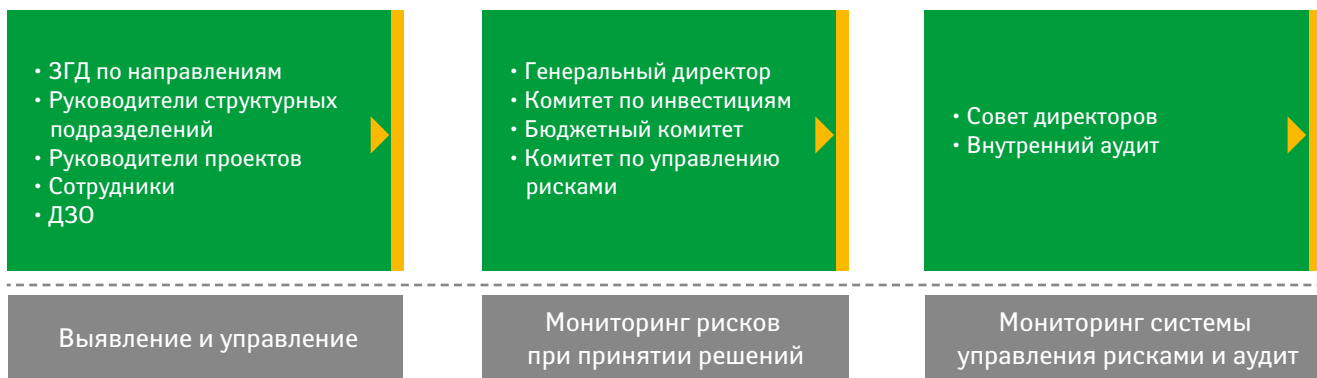 • ЗГД по направлениям
• Руководители структурных
подразделений
• Руководители проектов
• Сотрудники
• ДЗО
• Генеральный директор
• Комитет по инвестициям
• Бюджетный комитет
• Комитет по управлению
рисками
• Совет директоров
• Внутренний аудит
Выявление и управление
Мониторинг рисков
при принятии решений
Мониторинг системы
управления рисками и аудит